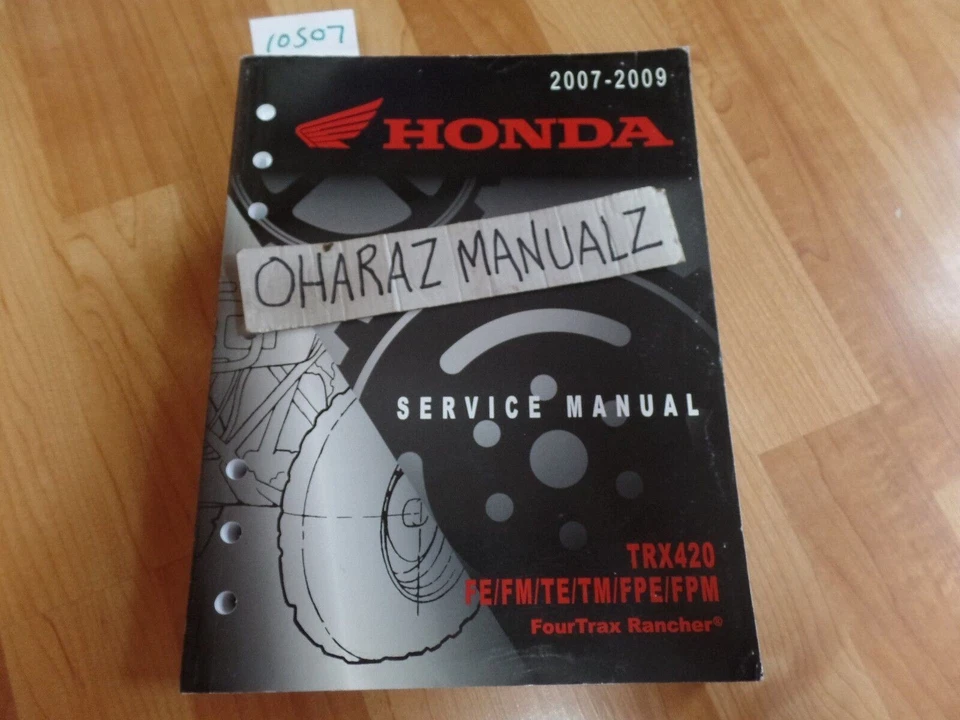 10507
2007-2009
HONDA
OHARAZ MANUALZ
SERVICE MANUAL
TRX420
FE/FM/TE/TM/FPE/FPM
FourTrax Rancher®